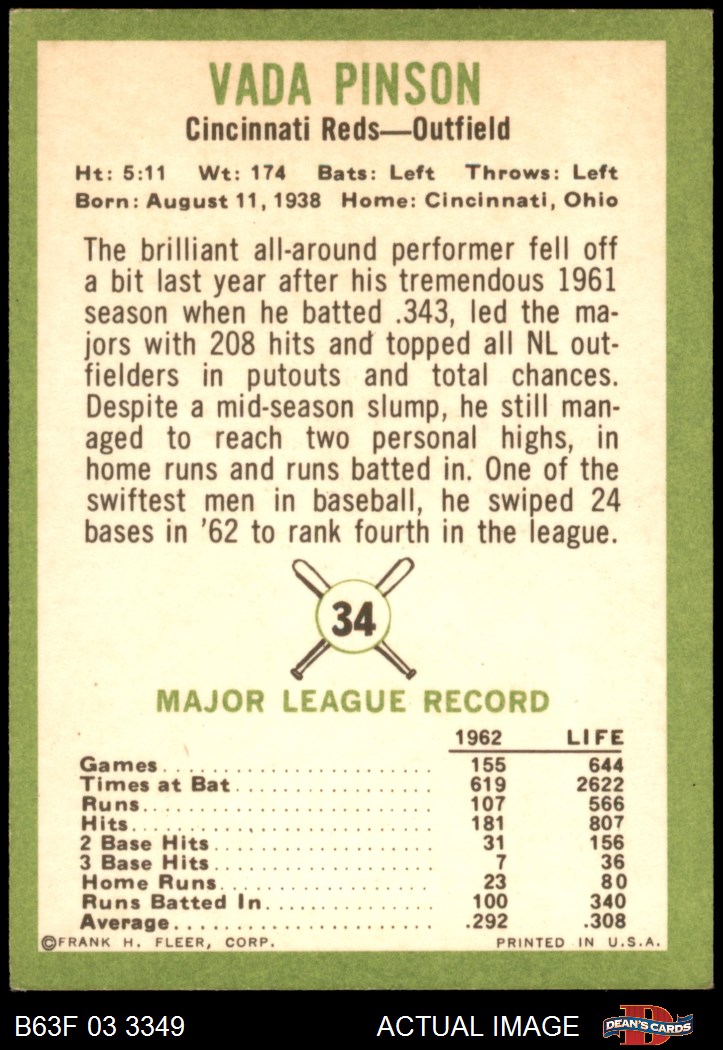 VADA PINSON
Cincinnati Reds—Outfield
Ht: 5:11 Wt: 174 Bats: Left Throws: Left
Born: August 11, 1938 Home: Cincinnati, Ohio
The brilliant all-around performer fell off
a bit last year after his tremendous 1961
season when he batted .343, led the ma-
jors with 208 hits and topped all NL out-
fielders in putouts and total chances.
Despite a mid-season slump, he still man-
aged to reach two personal highs, in
home runs and runs batted in. One of the
swiftest men in baseball, he swiped 24
bases in '62 to rank fourth in the league.
34
MAJOR LEAGUE RECORD
1962 LIFE
Games 155 644
Times at Bat 619 2622
Runs 107 566
Hits 181 807
2 Base Hits 31 156
3 Base Hits 7 36
Home Runs 23 80
Runs Batted In 100 340
Average .292 .308
©FRANK H. FLEER, CORP. PRINTED IN U.S.A.
B63F 03 3349 ACTUAL IMAGE DEAN'S CARDS